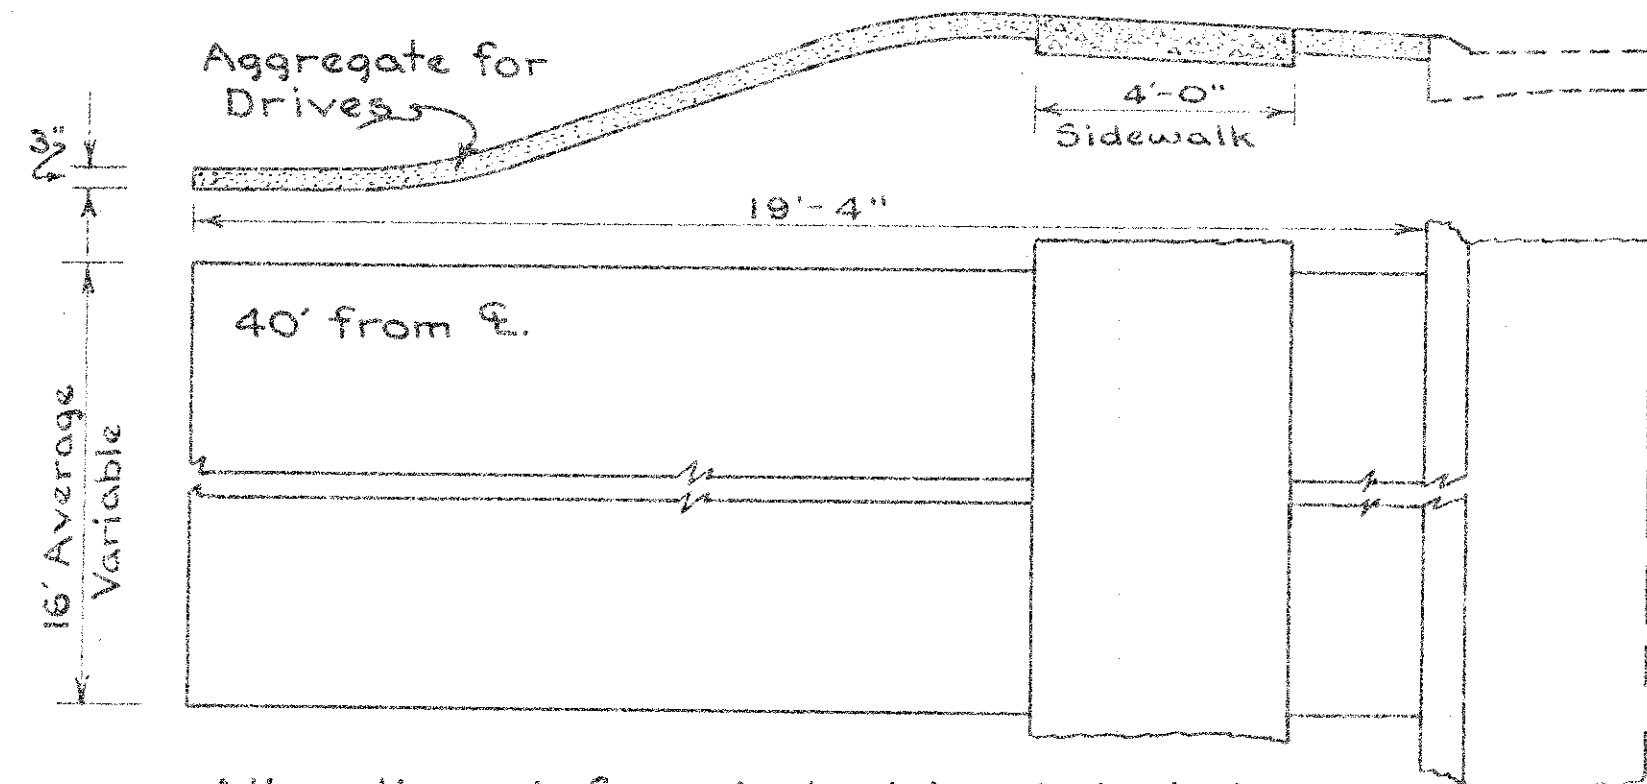 Aggregate for
Drives
4'-0"
Sidewalk
3"
19'-4"
40' from ℄.
16' Average
Variable